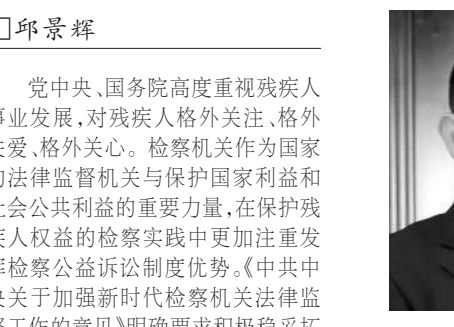 □邱景辉
党中央、国务院高度重视残疾人
事业发展,对残疾人格外关注、格外
关爱、格外关心。检察机关作为国家
的法律监督机关与保护国家利益和
社会公共利益的重要力量,在保护残
疾人权益的检察实践中更加注重发
挥检察公益诉讼制度优势。《中共中
央关于加强新时代检察机关法律监
督工作的意见》明确要求积极稳妥拓